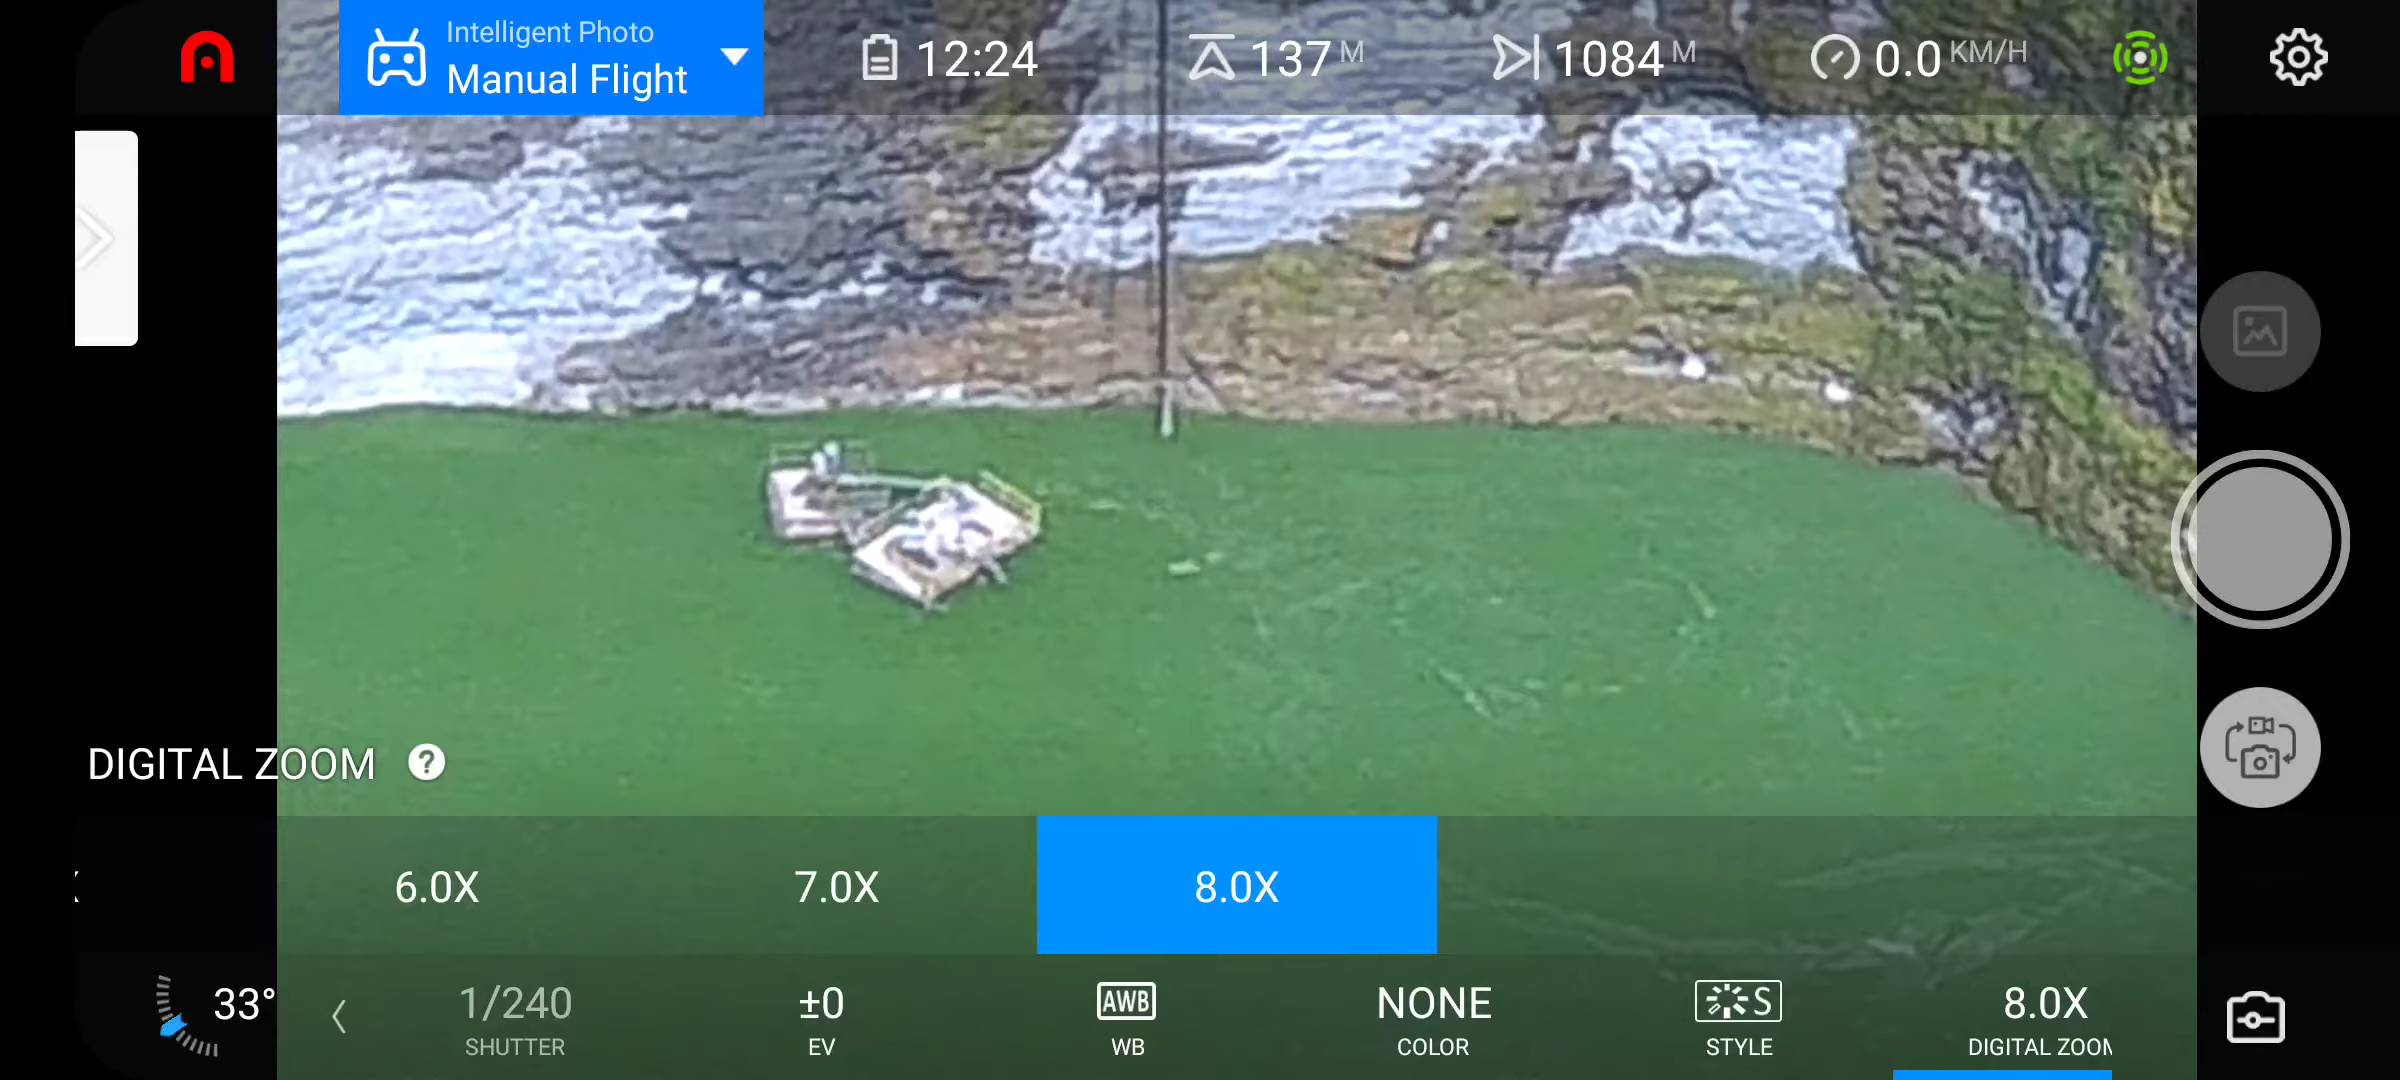 Intelligent Photo
Manual Flight
12:24
137 M
1084 M
0.0 KM/H
DIGITAL ZOOM ?
6.0X
7.0X
8.0X
33°
1/240
SHUTTER
±0
EV
AWB
WB
NONE
COLOR
S
STYLE
8.0X
DIGITAL ZOOM